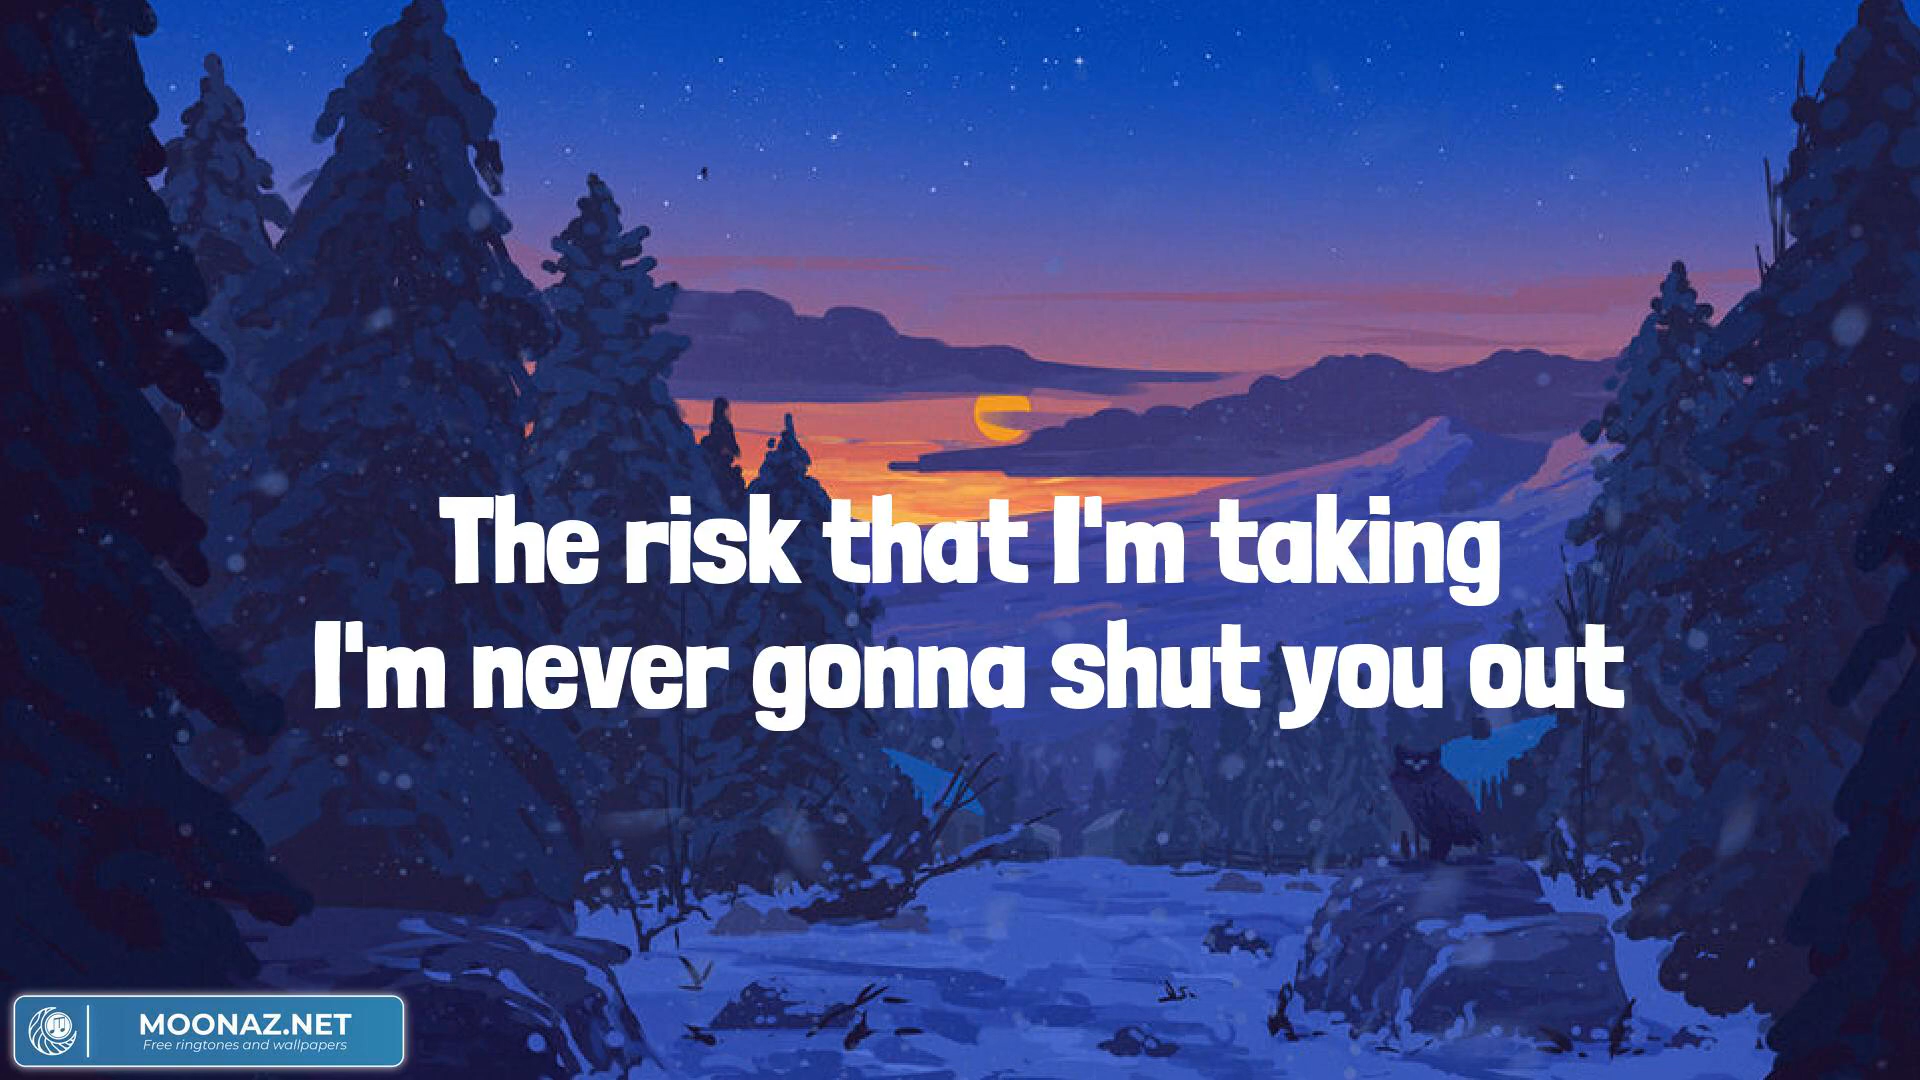 The risk that I'm taking
I'm never gonna shut you out
MOONAZ.NET
Free ringtones and wallpapers